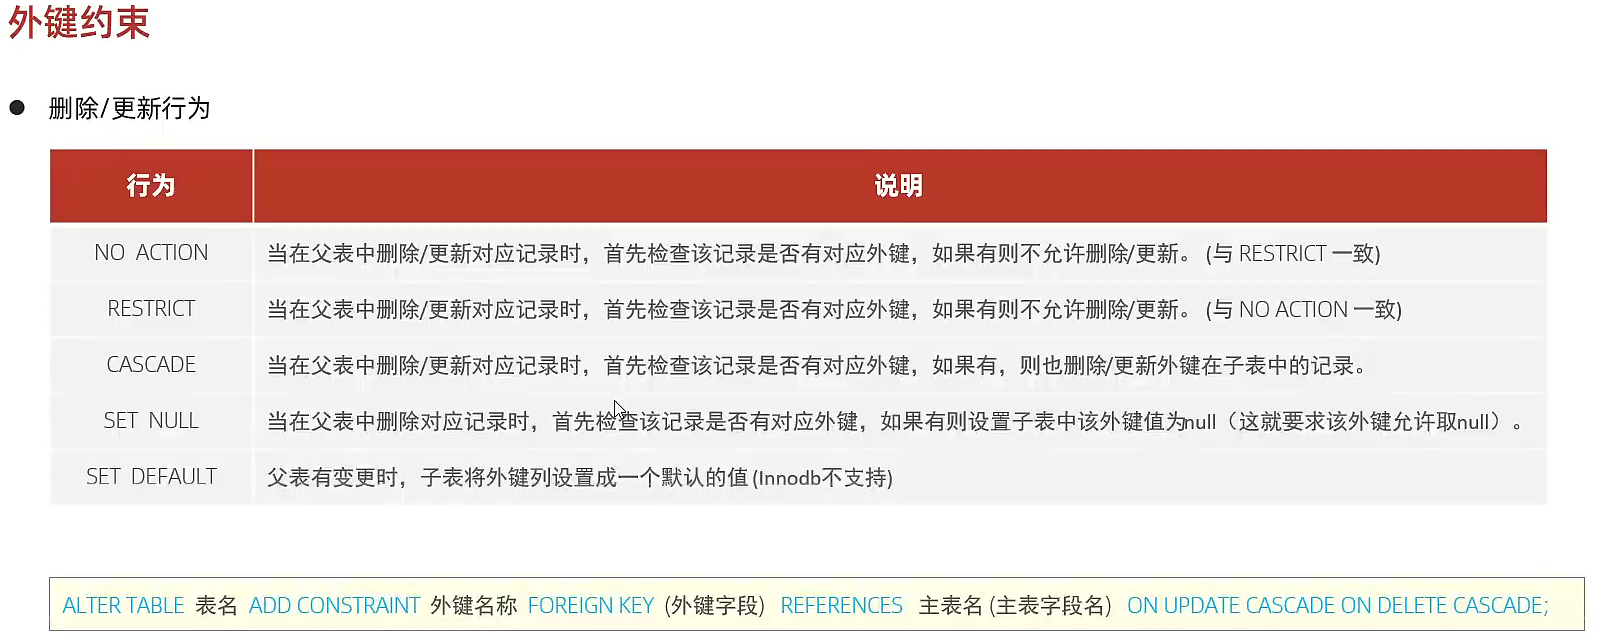 外键约束
● 删除/更新行为
行为 说明
NO ACTION 当在父表中删除/更新对应记录时，首先检查该记录是否有对应外键，如果有则不允许删除/更新。 (与 RESTRICT 一致)
RESTRICT 当在父表中删除/更新对应记录时，首先检查该记录是否有对应外键，如果有则不允许删除/更新。 (与 NO ACTION 一致)
CASCADE 当在父表中删除/更新对应记录时，首先检查该记录是否有对应外键，如果有，则也删除/更新外键在子表中的记录。
SET NULL 当在父表中删除对应记录时，首先检查该记录是否有对应外键，如果有则设置子表中该外键值为null（这就要求该外键允许取null）。
SET DEFAULT 父表有变更时，子表将外键列设置成一个默认的值 (Innodb不支持)
ALTER TABLE 表名 ADD CONSTRAINT 外键名称 FOREIGN KEY (外键字段) REFERENCES 主表名 (主表字段名) ON UPDATE CASCADE ON DELETE CASCADE;